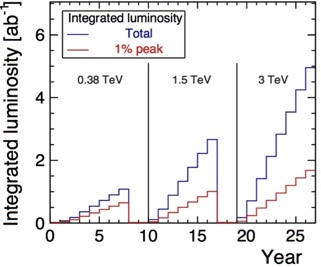 Integrated luminosity [ab⁻¹]
Integrated luminosity
Total
1% peak
0.38 TeV
1.5 TeV
3 TeV
6
4
2
0
0 5 10 15 20 25
Year